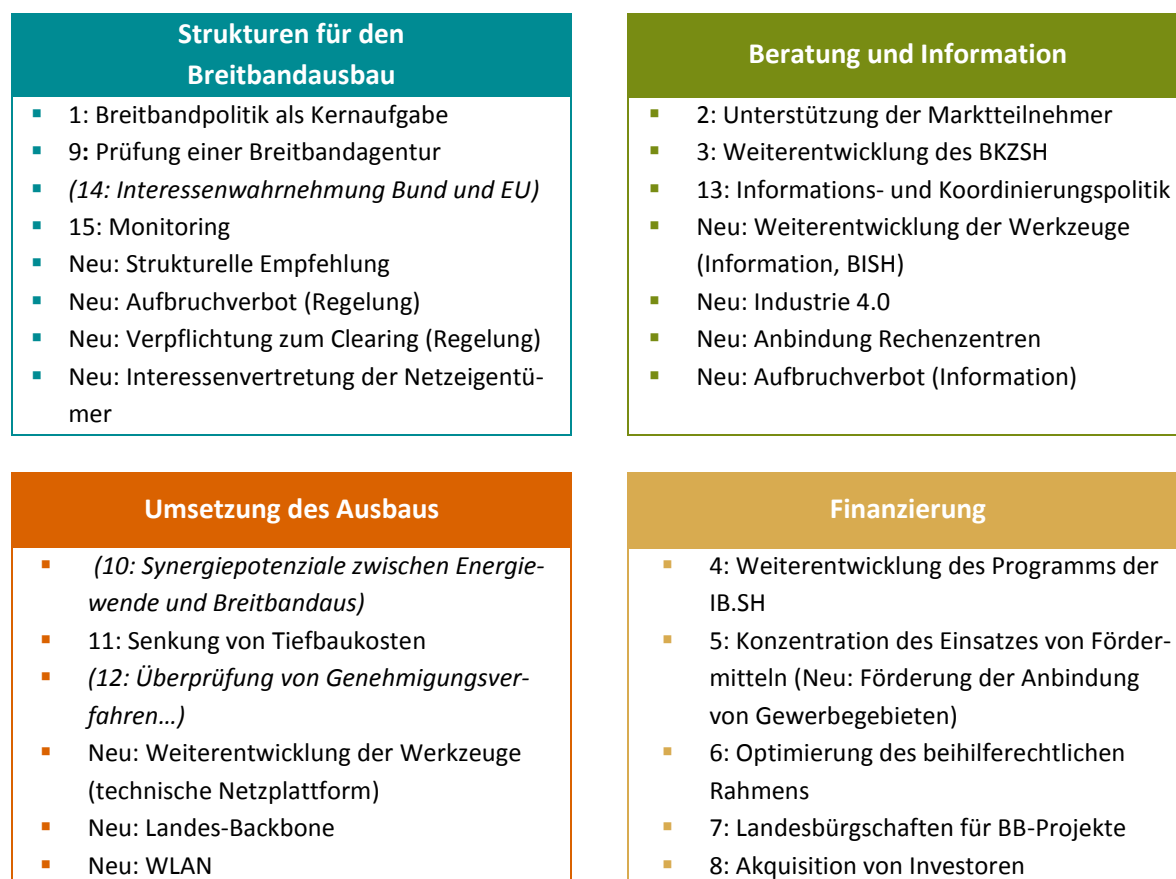 Strukturen für den
Breitbandausbau
▪ 1: Breitbandpolitik als Kernaufgabe
▪ 9: Prüfung einer Breitbandagentur
▪ (14: Interessenwahrnehmung Bund und EU)
▪ 15: Monitoring
▪ Neu: Strukturelle Empfehlung
▪ Neu: Aufbruchverbot (Regelung)
▪ Neu: Verpflichtung zum Clearing (Regelung)
▪ Neu: Interessenvertretung der Netzeigentü-
mer
Beratung und Information
▪ 2: Unterstützung der Marktteilnehmer
▪ 3: Weiterentwicklung des BKZSH
▪ 13: Informations- und Koordinierungspolitik
▪ Neu: Weiterentwicklung der Werkzeuge
(Information, BISH)
▪ Neu: Industrie 4.0
▪ Neu: Anbindung Rechenzentren
▪ Neu: Aufbruchverbot (Information)
Umsetzung des Ausbaus
▪ (10: Synergiepotenziale zwischen Energie-
wende und Breitbandaus)
▪ 11: Senkung von Tiefbaukosten
▪ (12: Überprüfung von Genehmigungsver-
fahren…)
▪ Neu: Weiterentwicklung der Werkzeuge
(technische Netzplattform)
▪ Neu: Landes-Backbone
▪ Neu: WLAN
Finanzierung
▪ 4: Weiterentwicklung des Programms der
IB.SH
▪ 5: Konzentration des Einsatzes von Förder-
mitteln (Neu: Förderung der Anbindung
von Gewerbegebieten)
▪ 6: Optimierung des beihilferechtlichen
Rahmens
▪ 7: Landesbürgschaften für BB-Projekte
▪ 8: Akquisition von Investoren